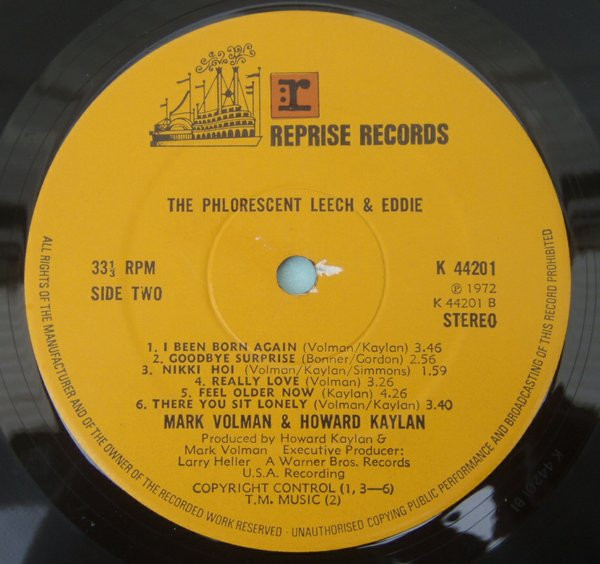 r
REPRISE RECORDS
THE PHLORESCENT LEECH & EDDIE
33⅓ RPM
SIDE TWO
K 44201
℗ 1972
K 44201 B
STEREO
1. I BEEN BORN AGAIN (Volman/Kaylan) 3.46
2. GOODBYE SURPRISE (Bonner/Gordon) 2.56
3. NIKKI HOI (Volman/Kaylan/Simmons) 1.59
4. REALLY LOVE (Volman) 3.26
5. FEEL OLDER NOW (Kaylan) 4.26
6. THERE YOU SIT LONELY (Volman/Kaylan) 3.40
MARK VOLMAN & HOWARD KAYLAN
Produced by Howard Kaylan &
Mark Volman Executive Producer:
Larry Heller A Warner Bros. Records
U.S.A. Recording
COPYRIGHT CONTROL (1, 3—6)
T.M. MUSIC (2)
ALL RIGHTS OF THE MANUFACTURER AND OF THE OWNER OF THE RECORDED WORK RESERVED - UNAUTHORISED COPYING PUBLIC PERFORMANCE AND BROADCASTING OF THIS RECORD PROHIBITED